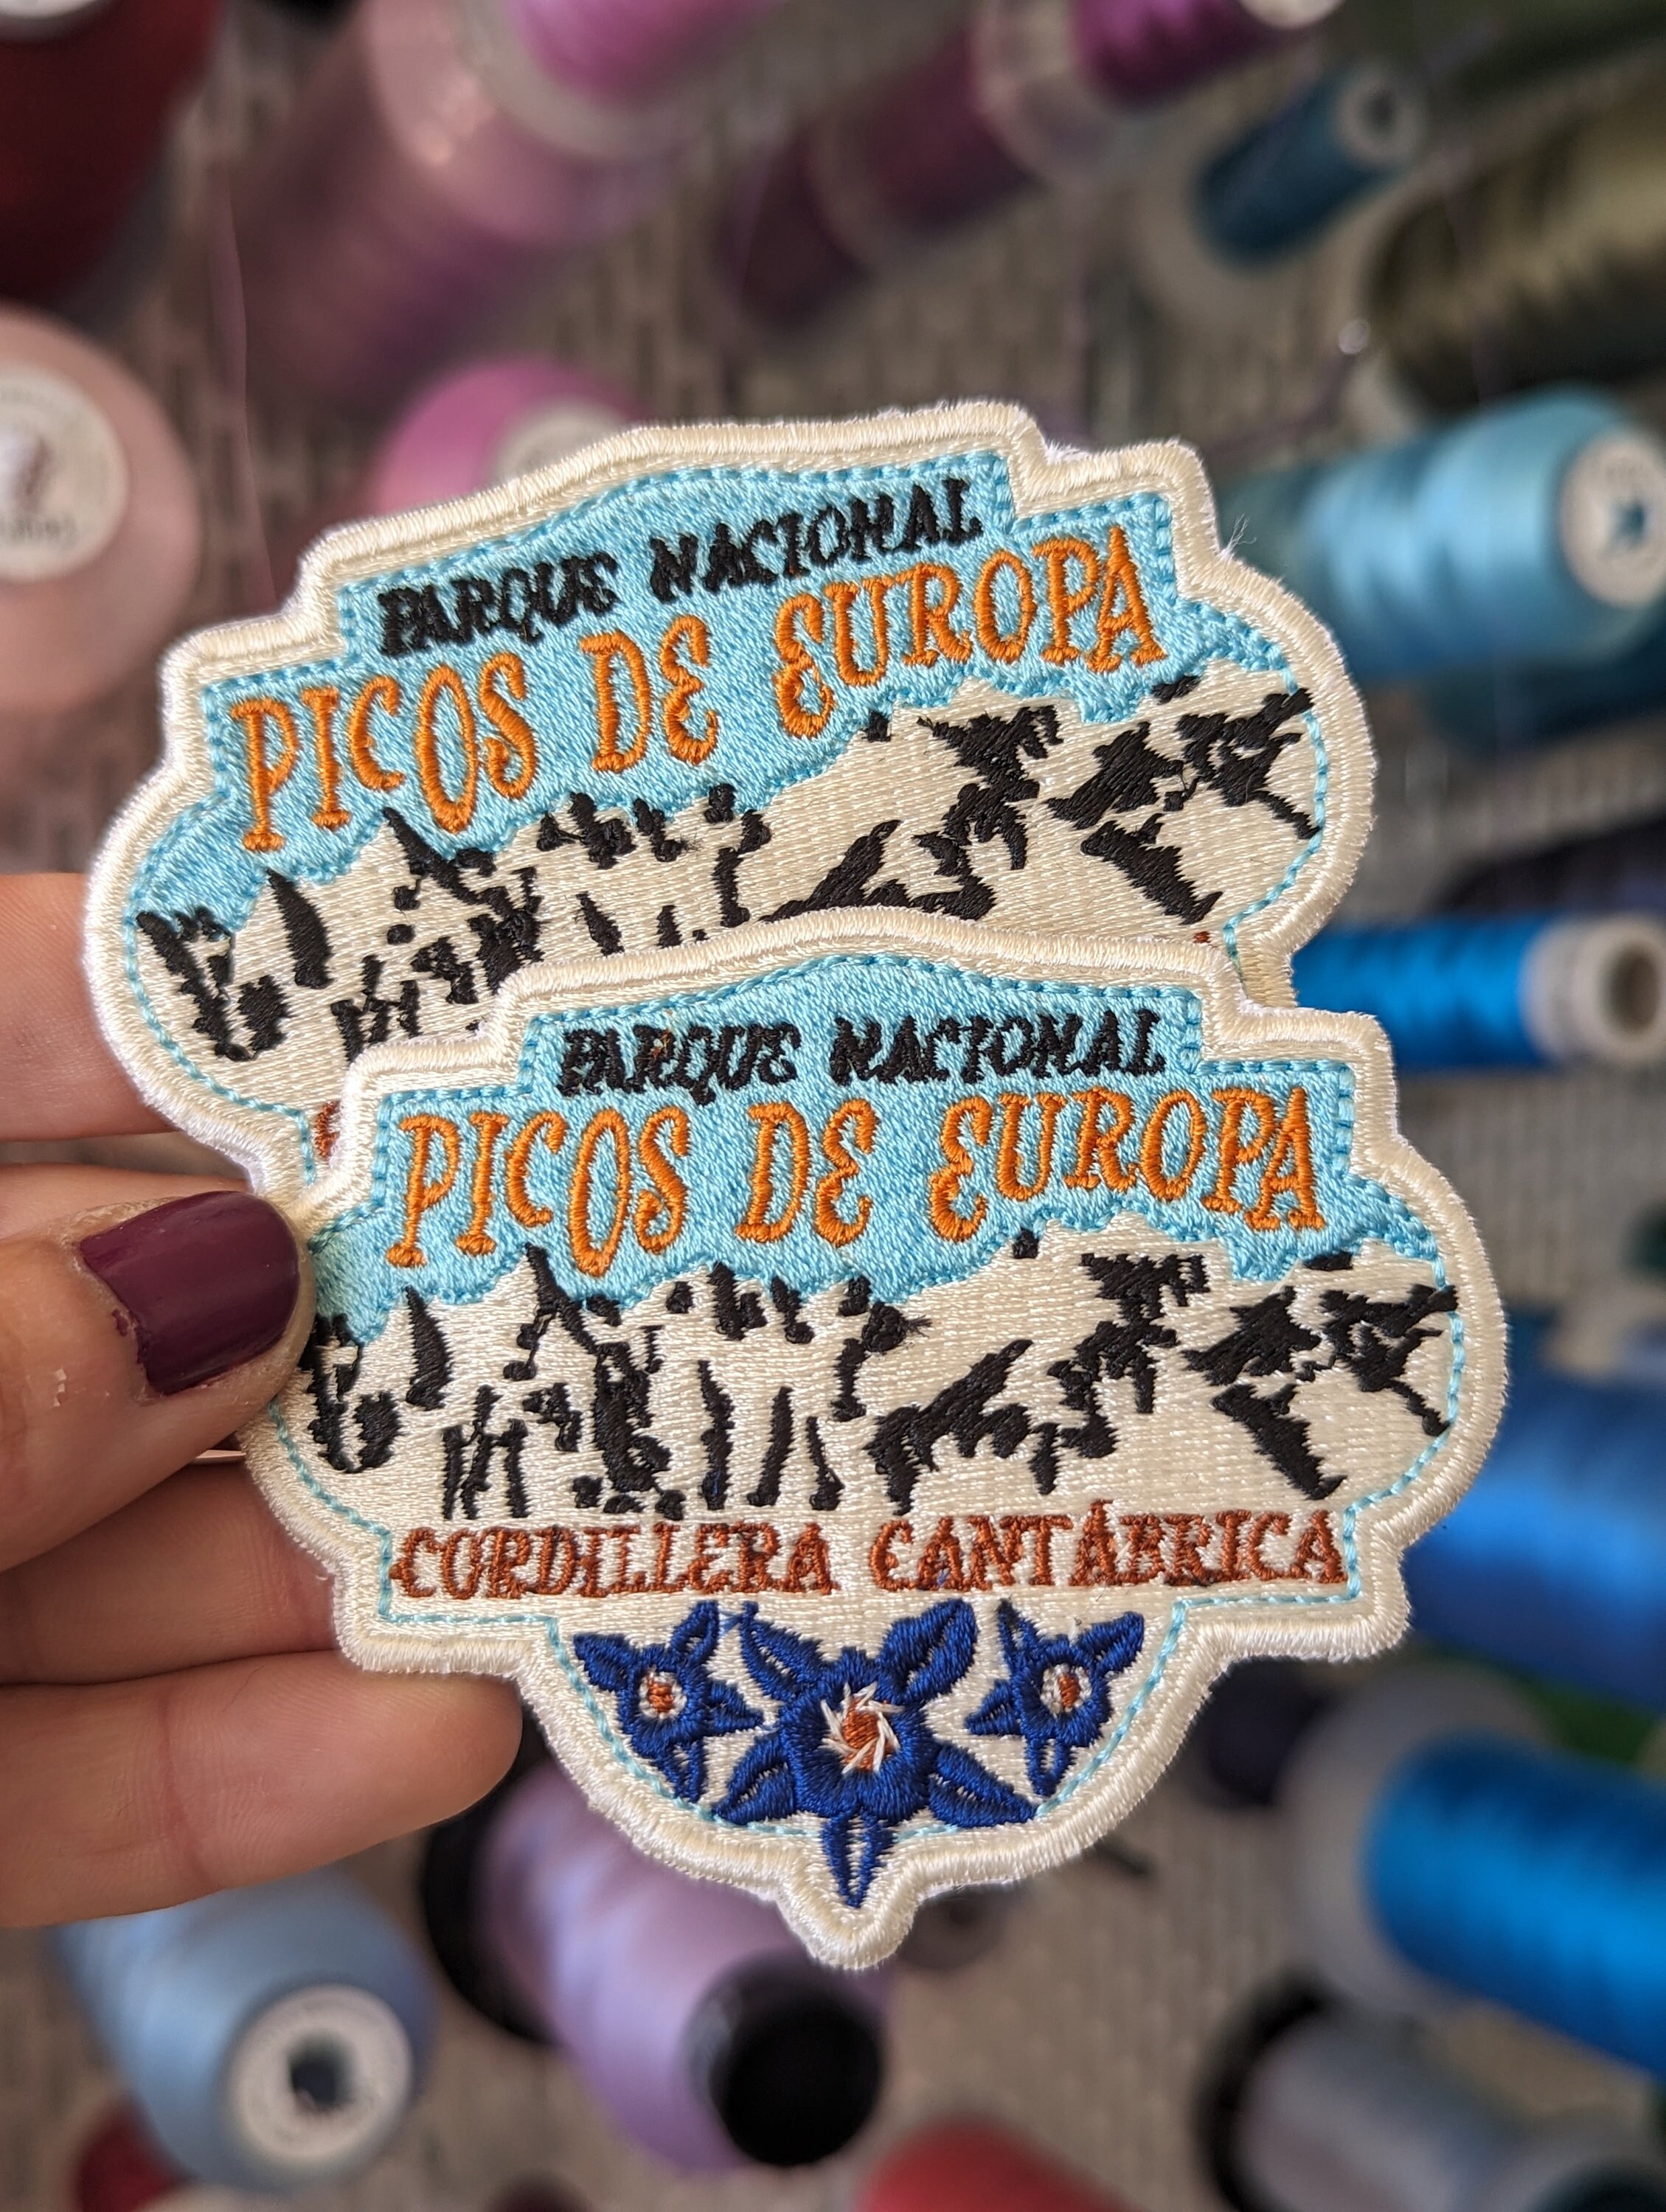 PARQUE NACIONAL
PICOS DE EUROPA
PARQUE NACIONAL
PICOS DE EUROPA
CORDILLERA CANTÁBRICA